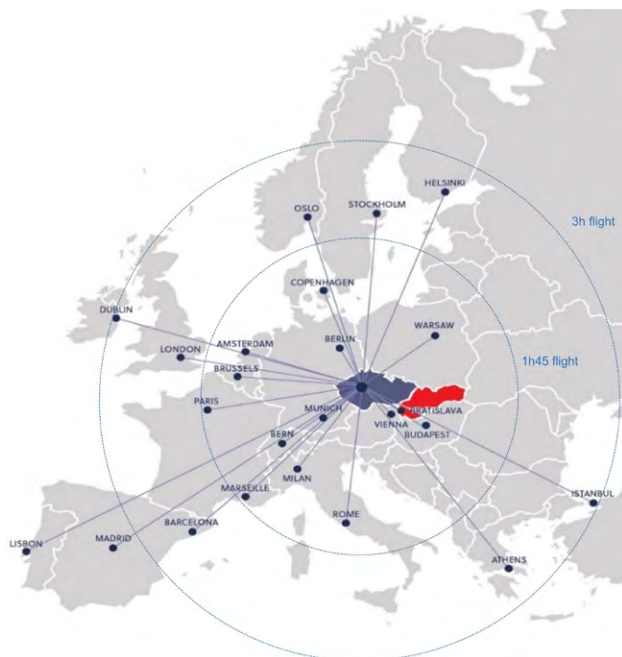 HELSINKI
STOCKHOLM
OSLO
3h flight
COPENHAGEN
DUBLIN
WARSAW
BERLIN
AMSTERDAM
LONDON
1h45 flight
BRUSSELS
PARIS
MUNICH
BRATISLAVA
VIENNA
BERN
BUDAPEST
MILAN
MARSEILLE
ISTANBUL
ROME
BARCELONA
MADRID
LISBON
ATHENS